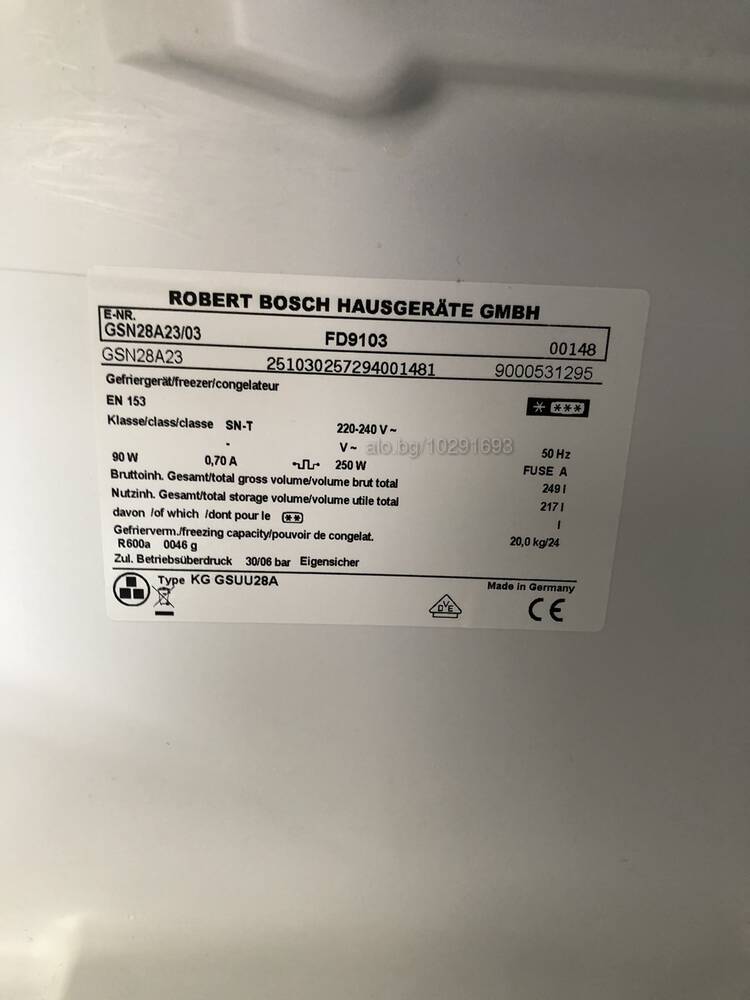 ROBERT BOSCH HAUSGERÄTE GMBH
E-NR.
GSN28A23/03 FD9103 00148
GSN28A23 251030257294001481 9000531295
Gefriergerät/freezer/congelateur
EN 153
Klasse/class/classe SN-T 220-240 V ~
- V ~
alo.bg/10291693
50 Hz
90 W 0,70 A 250 W FUSE A
Bruttoinh. Gesamt/total gross volume/volume brut total 249 l
Nutzinh. Gesamt/total storage volume/volume utile total 217 l
davon /of which /dont pour le ** l
Gefrierverm./freezing capacity/pouvoir de congelat. 20,0 kg/24
R600a 0046 g
Zul. Betriebsüberdruck 30/06 bar Eigensicher
Type KG GSUU28A Made in Germany
DVE CE